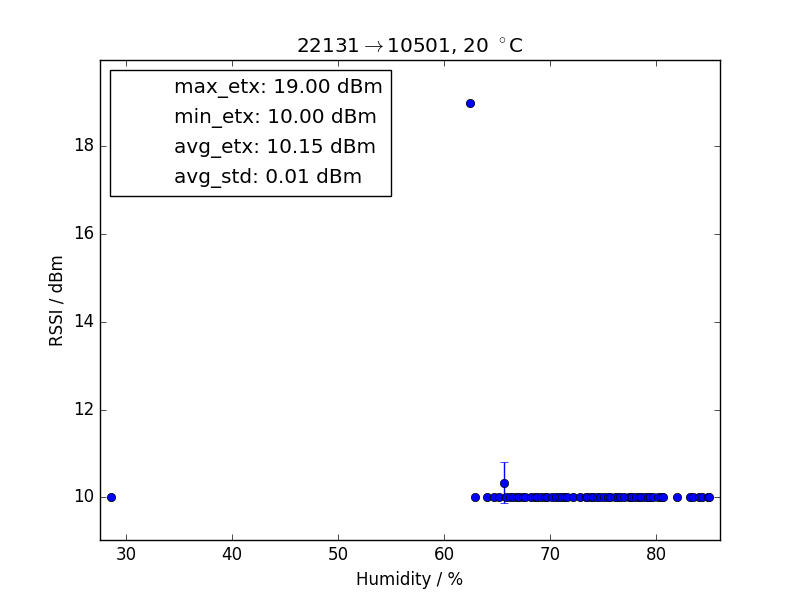 22131→10501, 20 °C
max_etx: 19.00 dBm
min_etx: 10.00 dBm
avg_etx: 10.15 dBm
avg_std: 0.01 dBm
RSSI / dBm
18
16
14
12
10
30 40 50 60 70 80
Humidity / %